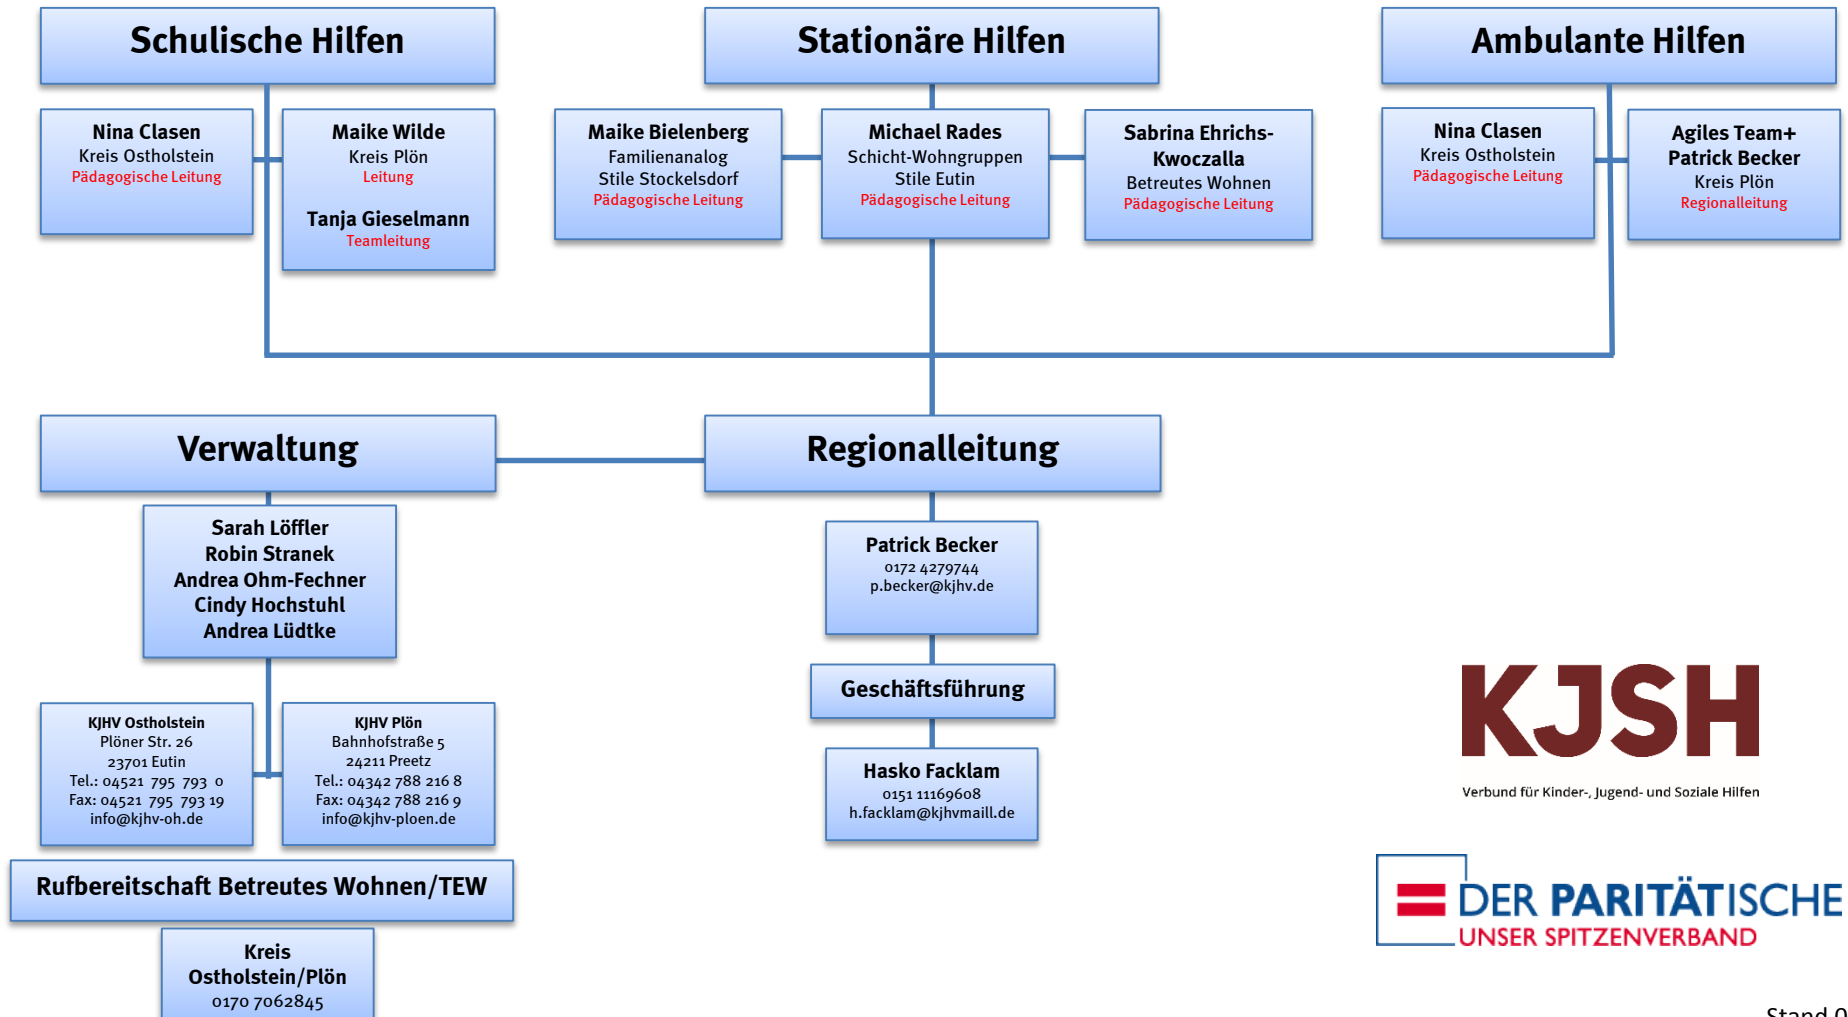 Schulische Hilfen
Nina Clasen
Kreis Ostholstein
Pädagogische Leitung
Maike Wilde
Kreis Plön
Leitung
Tanja Gieselmann
Teamleitung
Stationäre Hilfen
Maike Bielenberg
Familienanalog
Stile Stockelsdorf
Pädagogische Leitung
Michael Rades
Schicht-Wohngruppen
Stile Eutin
Pädagogische Leitung
Sabrina Ehrichs-
Kwoczalla
Betreutes Wohnen
Pädagogische Leitung
Ambulante Hilfen
Nina Clasen
Kreis Ostholstein
Pädagogische Leitung
Agiles Team+
Patrick Becker
Kreis Plön
Regionalleitung
Verwaltung
Sarah Löffler
Robin Stranek
Andrea Ohm-Fechner
Cindy Hochstuhl
Andrea Lüdtke
KJHV Ostholstein
Plöner Str. 26
23701 Eutin
Tel.: 04521 795 793 0
Fax: 04521 795 793 19
info@kjhv-oh.de
KJHV Plön
Bahnhofstraße 5
24211 Preetz
Tel.: 04342 788 216 8
Fax: 04342 788 216 9
info@kjhv-ploen.de
Rufbereitschaft Betreutes Wohnen/TEW
Kreis
Ostholstein/Plön
0170 7062845
Regionalleitung
Patrick Becker
0172 4279744
p.becker@kjhv.de
Geschäftsführung
Hasko Facklam
0151 11169608
h.facklam@kjhvmaill.de
KJSH
Verbund für Kinder-, Jugend- und Soziale Hilfen
DER PARITÄTISCHE
UNSER SPITZENVERBAND
Stand 0